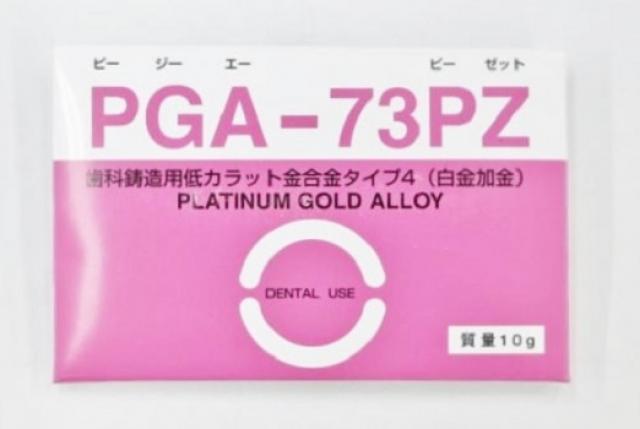 ピー ジー エー ピー ゼット
PGA-73PZ
歯科鋳造用低カラット金合金タイプ4（白金加金）
PLATINUM GOLD ALLOY
DENTAL USE
質量10g